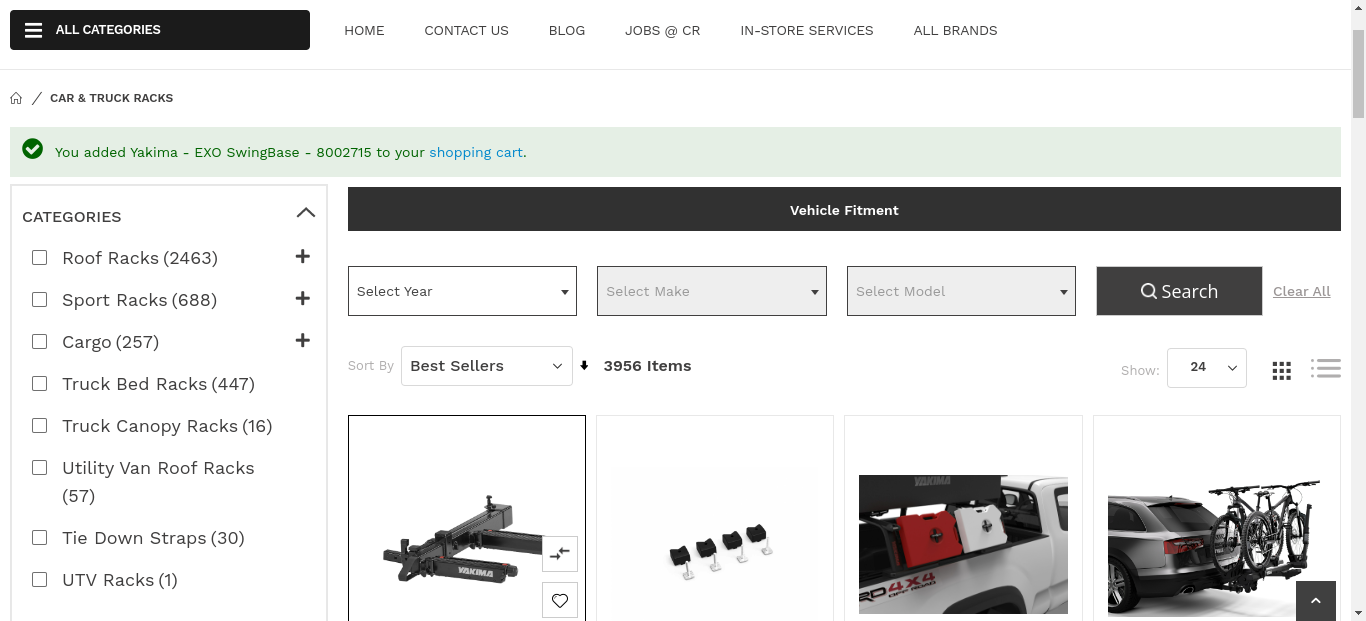 ALL CATEGORIES
HOME
CONTACT US
BLOG
JOBS @ CR
IN-STORE SERVICES
ALL BRANDS
CAR & TRUCK RACKS
You added Yakima - EXO SwingBase - 8002715 to your shopping cart.
CATEGORIES
Roof Racks (2463)
Sport Racks (688)
Cargo (257)
Truck Bed Racks (447)
Truck Canopy Racks (16)
Utility Van Roof Racks
(57)
Tie Down Straps (30)
UTV Racks (1)
Vehicle Fitment
Select Year
Select Make
Select Model
Search
Clear All
Sort By
Best Sellers
3956 Items
Show:
24
YAKIMA
YAKIMA
RD 4X4
OFF ROAD